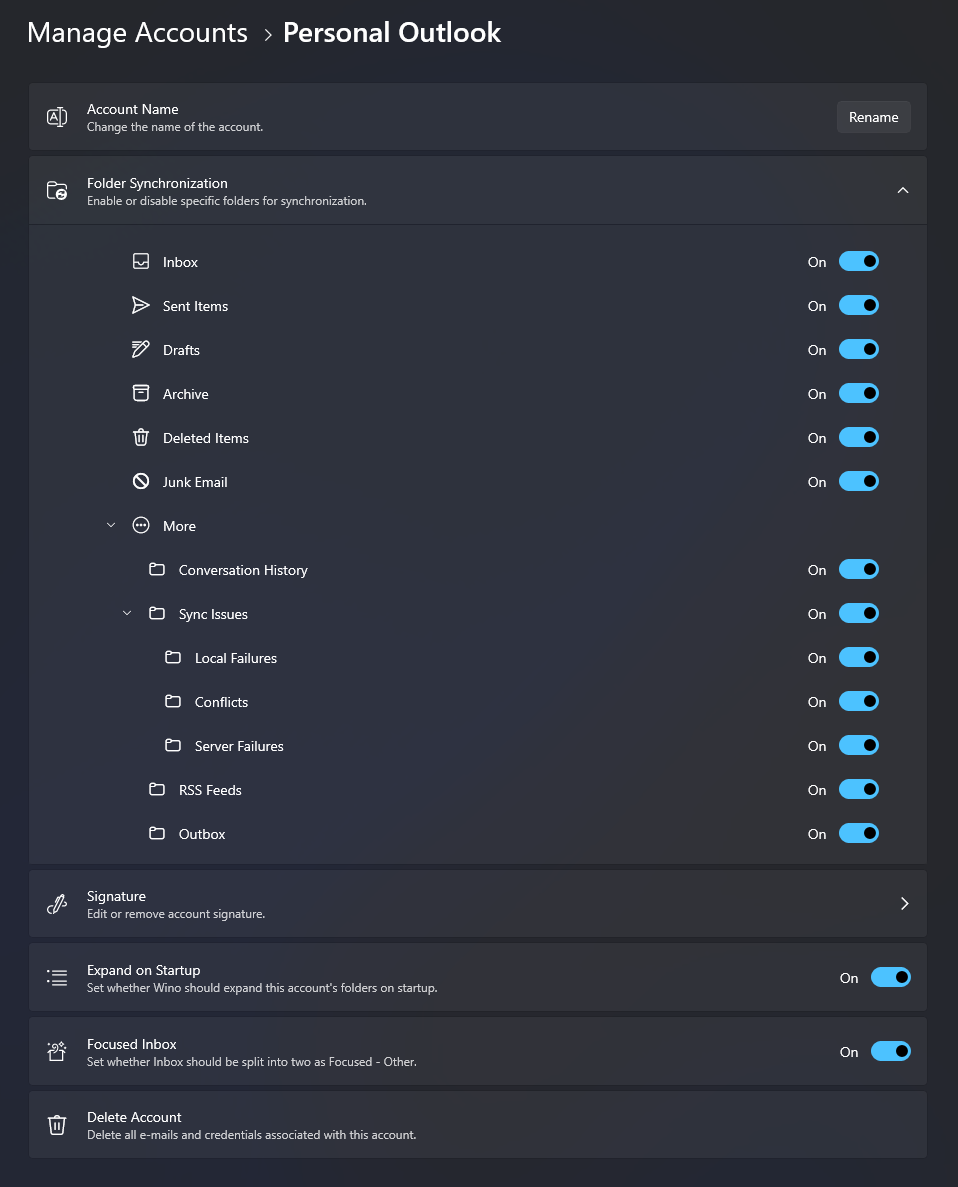 Manage Accounts > Personal Outlook
Account Name
Change the name of the account.
Rename
Folder Synchronization
Enable or disable specific folders for synchronization.
Inbox On
Sent Items On
Drafts On
Archive On
Deleted Items On
Junk Email On
More
Conversation History On
Sync Issues On
Local Failures On
Conflicts On
Server Failures On
RSS Feeds On
Outbox On
Signature
Edit or remove account signature.
Expand on Startup
Set whether Wino should expand this account's folders on startup.
On
Focused Inbox
Set whether Inbox should be split into two as Focused - Other.
On
Delete Account
Delete all e-mails and credentials associated with this account.